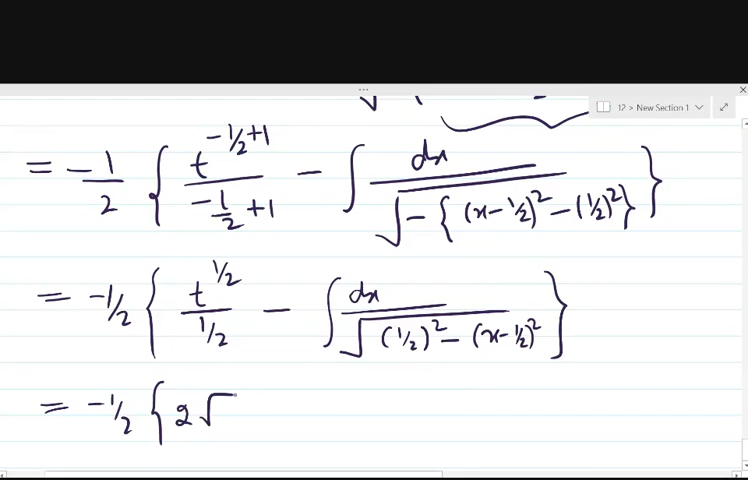 12 > New Section 1
= -1/2 { t^(-1/2+1) / (-1/2+1) - ∫ dx / √(-{(x-1/2)² - (1/2)²}) }
= -1/2 { t^(1/2) / (1/2) - ∫ dx / √((1/2)² - (x-1/2)²) }
= -1/2 { 2√